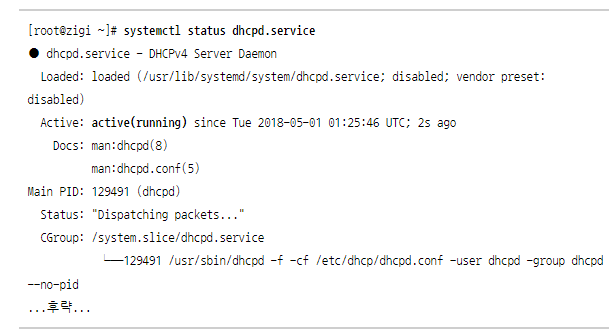 [root@zigi ~]# systemctl status dhcpd.service
● dhcpd.service - DHCPv4 Server Daemon
Loaded: loaded (/usr/lib/systemd/system/dhcpd.service; disabled; vendor preset:
disabled)
Active: active(running) since Tue 2018-05-01 01:25:46 UTC; 2s ago
Docs: man:dhcpd(8)
man:dhcpd.conf(5)
Main PID: 129491 (dhcpd)
Status: "Dispatching packets..."
CGroup: /system.slice/dhcpd.service
└─129491 /usr/sbin/dhcpd -f -cf /etc/dhcp/dhcpd.conf -user dhcpd -group dhcpd
--no-pid
...후략...